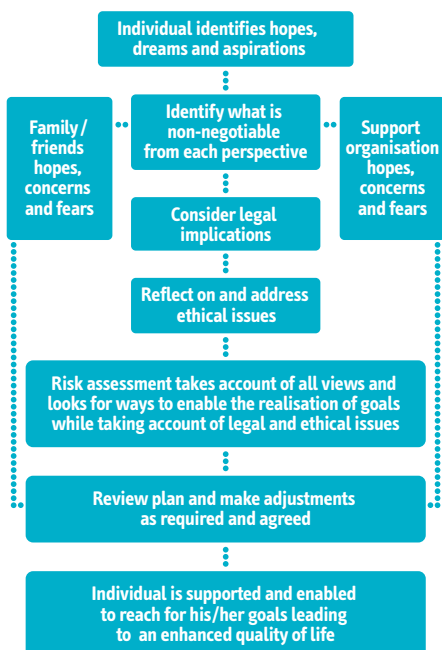 Individual identifies hopes,
dreams and aspirations
Family/
friends
hopes,
concerns
and fears
Identify what is
non-negotiable
from each perspective
Support
organisation
hopes,
concerns
and fears
Consider legal
implications
Reflect on and address
ethical issues
Risk assessment takes account of all views and
looks for ways to enable the realisation of goals
while taking account of legal and ethical issues
Review plan and make adjustments
as required and agreed
Individual is supported and enabled
to reach for his/her goals leading
to an enhanced quality of life